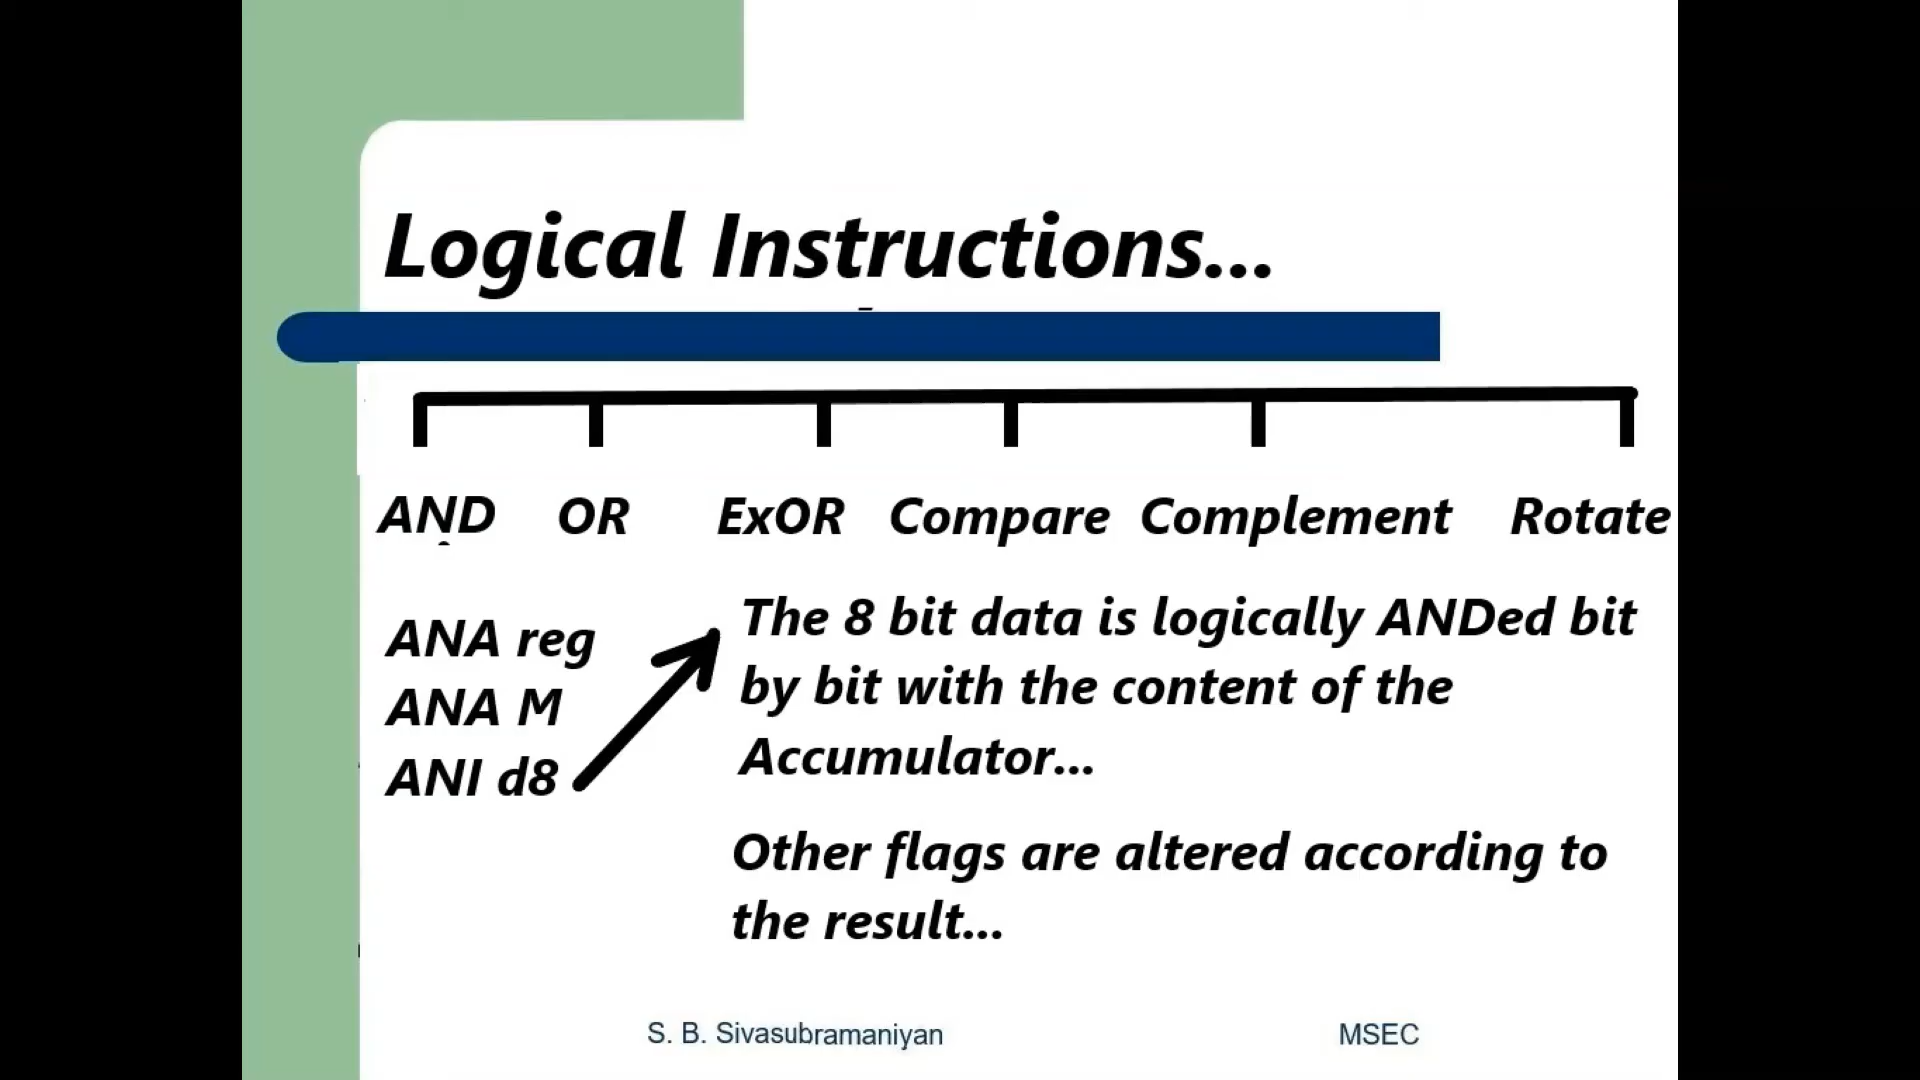 Logical Instructions...
AND OR ExOR Compare Complement Rotate
ANA reg
ANA M
ANI d8
The 8 bit data is logically ANDed bit
by bit with the content of the
Accumulator...
Other flags are altered according to
the result...
S. B. Sivasubramaniyan MSEC